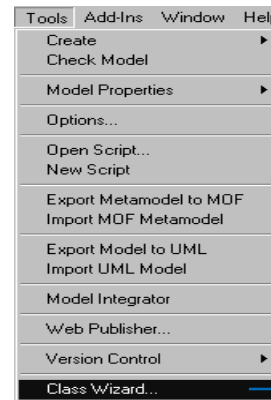 Tools Add-Ins Window Hel
Create
Check Model
Model Properties
Options...
Open Script...
New Script
Export Metamodel to MOF
Import MOF Metamodel
Export Model to UML
Import UML Model
Model Integrator
Web Publisher...
Version Control
Class Wizard...